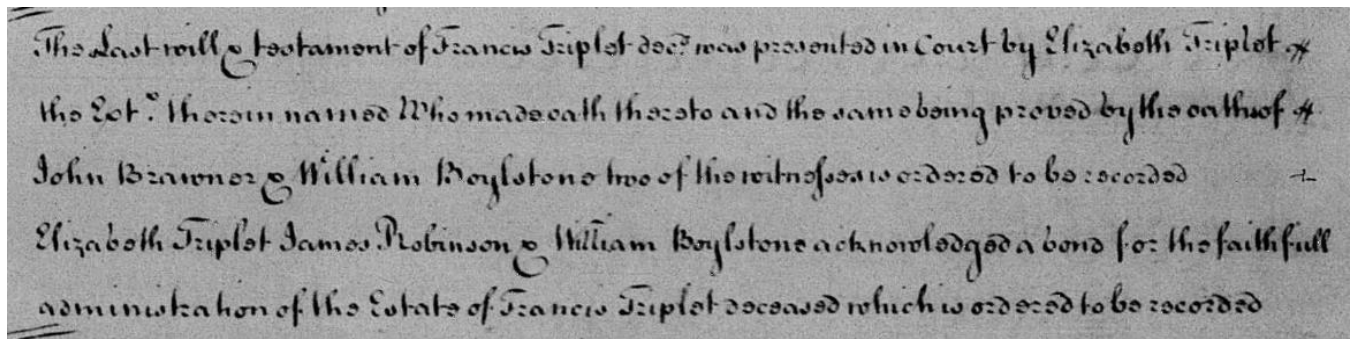 The Last will & testament of Francis Triplet decd. was presented in Court by Elizabeth Triplet
the Ext.x therein named Who made oath thereto and the same being proved by the oaths of
John Brawner & William Boylstone two of the witnesses is ordered to be recorded
Elizabeth Triplet James Robinson & William Boylstone acknowledged a bond for the faithfull
administration of the Estate of Francis Triplet deceased which is ordered to be recorded